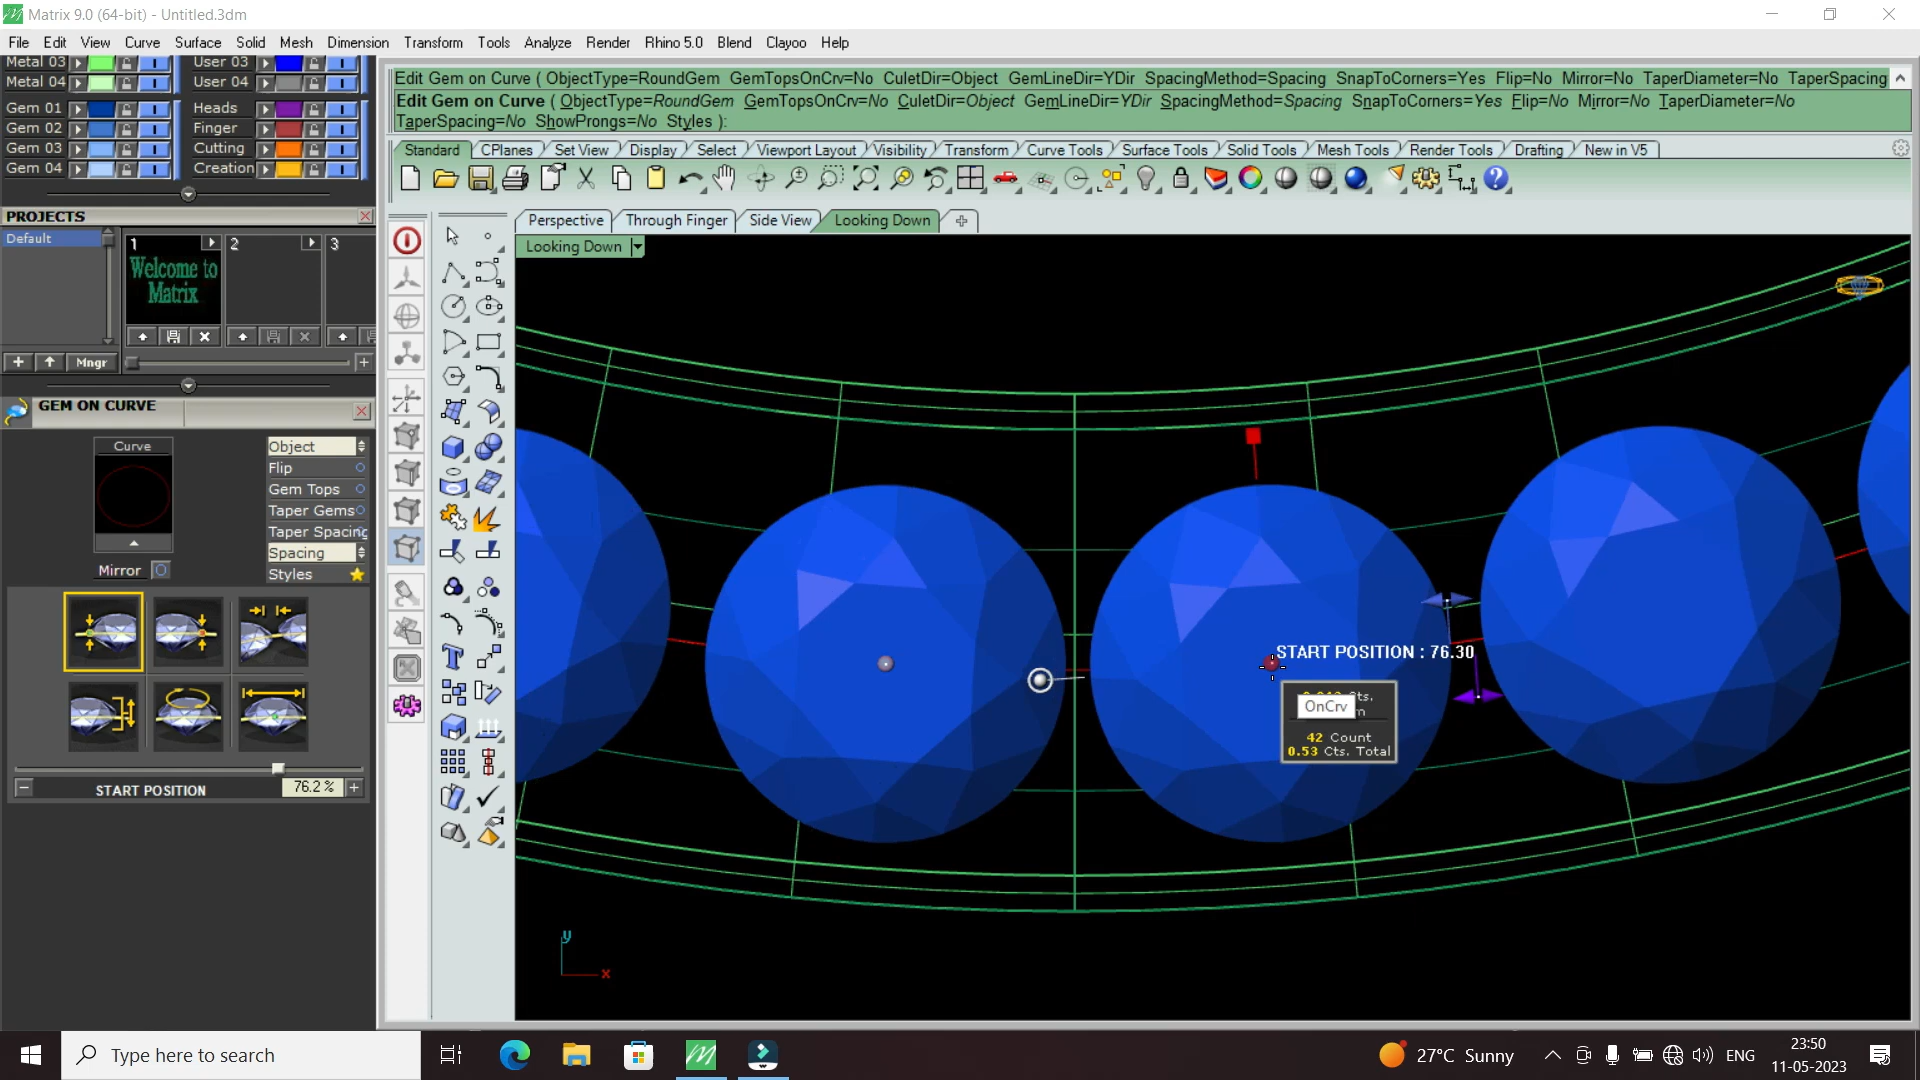 Matrix 9.0 (64-bit) - Untitled.3dm
File Edit View Curve Surface Solid Mesh Dimension Transform Tools Analyze Render Rhino 5.0 Blend Clayoo Help
Metal 03 User 03
Metal 04 User 04
Gem 01 Heads
Gem 02 Finger
Gem 03 Cutting
Gem 04 Creation
PROJECTS
Default
1 2 3
Welcome to
Matrix
Mngr
GEM ON CURVE
Curve
Object
Flip
Gem Tops
Taper Gems
Taper Spacing
Spacing
Mirror
Styles
START POSITION 76.2 %
Edit Gem on Curve ( ObjectType=RoundGem GemTopsOnCrv=No CuletDir=Object GemLineDir=YDir SpacingMethod=Spacing SnapToCorners=Yes Flip=No Mirror=No TaperDiameter=No TaperSpacing
Edit Gem on Curve ( ObjectType=RoundGem GemTopsOnCrv=No CuletDir=Object GemLineDir=YDir SpacingMethod=Spacing SnapToCorners=Yes Flip=No Mirror=No TaperDiameter=No
TaperSpacing=No ShowProngs=No Styles ):
Standard CPlanes Set View Display Select Viewport Layout Visibility Transform Curve Tools Surface Tools Solid Tools Mesh Tools Render Tools Drafting New in V5
Perspective Through Finger Side View Looking Down
Looking Down
START POSITION : 76.30
OnCrv
42 Count
0.53 Cts. Total
y
x
Type here to search
27°C Sunny
ENG
23:50
11-05-2023